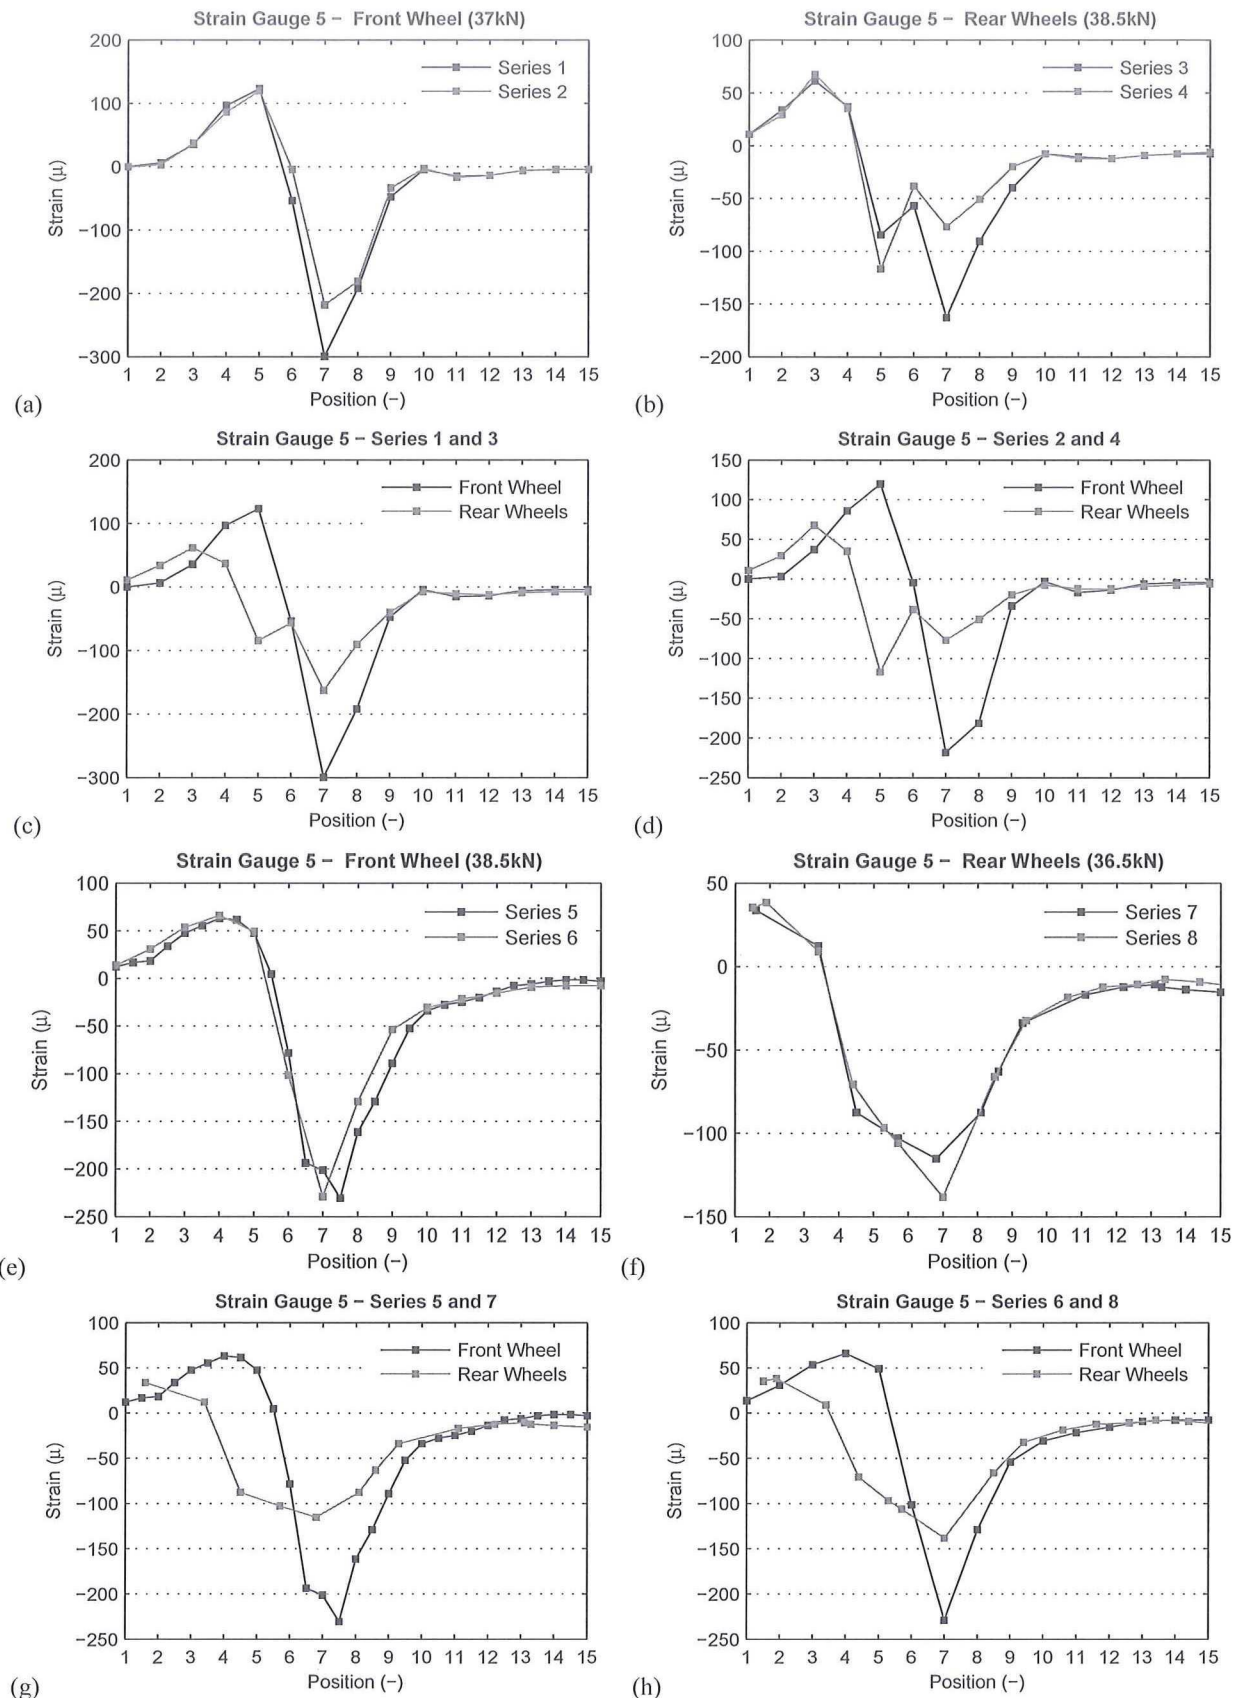 Strain Gauge 5 − Front Wheel (37kN)
200
100
0
−100
−200
−300
Strain (μ)
Series 1
Series 2
1 2 3 4 5 6 7 8 9 10 11 12 13 14 15
Position (−)
(a)
Strain Gauge 5 − Rear Wheels (38.5kN)
100
50
0
−50
−100
−150
−200
Strain (μ)
Series 3
Series 4
1 2 3 4 5 6 7 8 9 10 11 12 13 14 15
Position (−)
(b)
Strain Gauge 5 − Series 1 and 3
200
100
0
−100
−200
−300
Strain (μ)
Front Wheel
Rear Wheels
1 2 3 4 5 6 7 8 9 10 11 12 13 14 15
Position (−)
(c)
Strain Gauge 5 − Series 2 and 4
150
100
50
0
−50
−100
−150
−200
−250
Strain (μ)
Front Wheel
Rear Wheels
1 2 3 4 5 6 7 8 9 10 11 12 13 14 15
Position (−)
(d)
Strain Gauge 5 − Front Wheel (38.5kN)
100
50
0
−50
−100
−150
−200
−250
Strain (μ)
Series 5
Series 6
1 2 3 4 5 6 7 8 9 10 11 12 13 14 15
Position (−)
(e)
Strain Gauge 5 − Rear Wheels (36.5kN)
50
0
−50
−100
−150
Strain (μ)
Series 7
Series 8
1 2 3 4 5 6 7 8 9 10 11 12 13 14 15
Position (−)
(f)
Strain Gauge 5 − Series 5 and 7
100
50
0
−50
−100
−150
−200
−250
Strain (μ)
Front Wheel
Rear Wheels
1 2 3 4 5 6 7 8 9 10 11 12 13 14 15
Position (−)
(g)
Strain Gauge 5 − Series 6 and 8
100
50
0
−50
−100
−150
−200
−250
Strain (μ)
Front Wheel
Rear Wheels
1 2 3 4 5 6 7 8 9 10 11 12 13 14 15
Position (−)
(h)